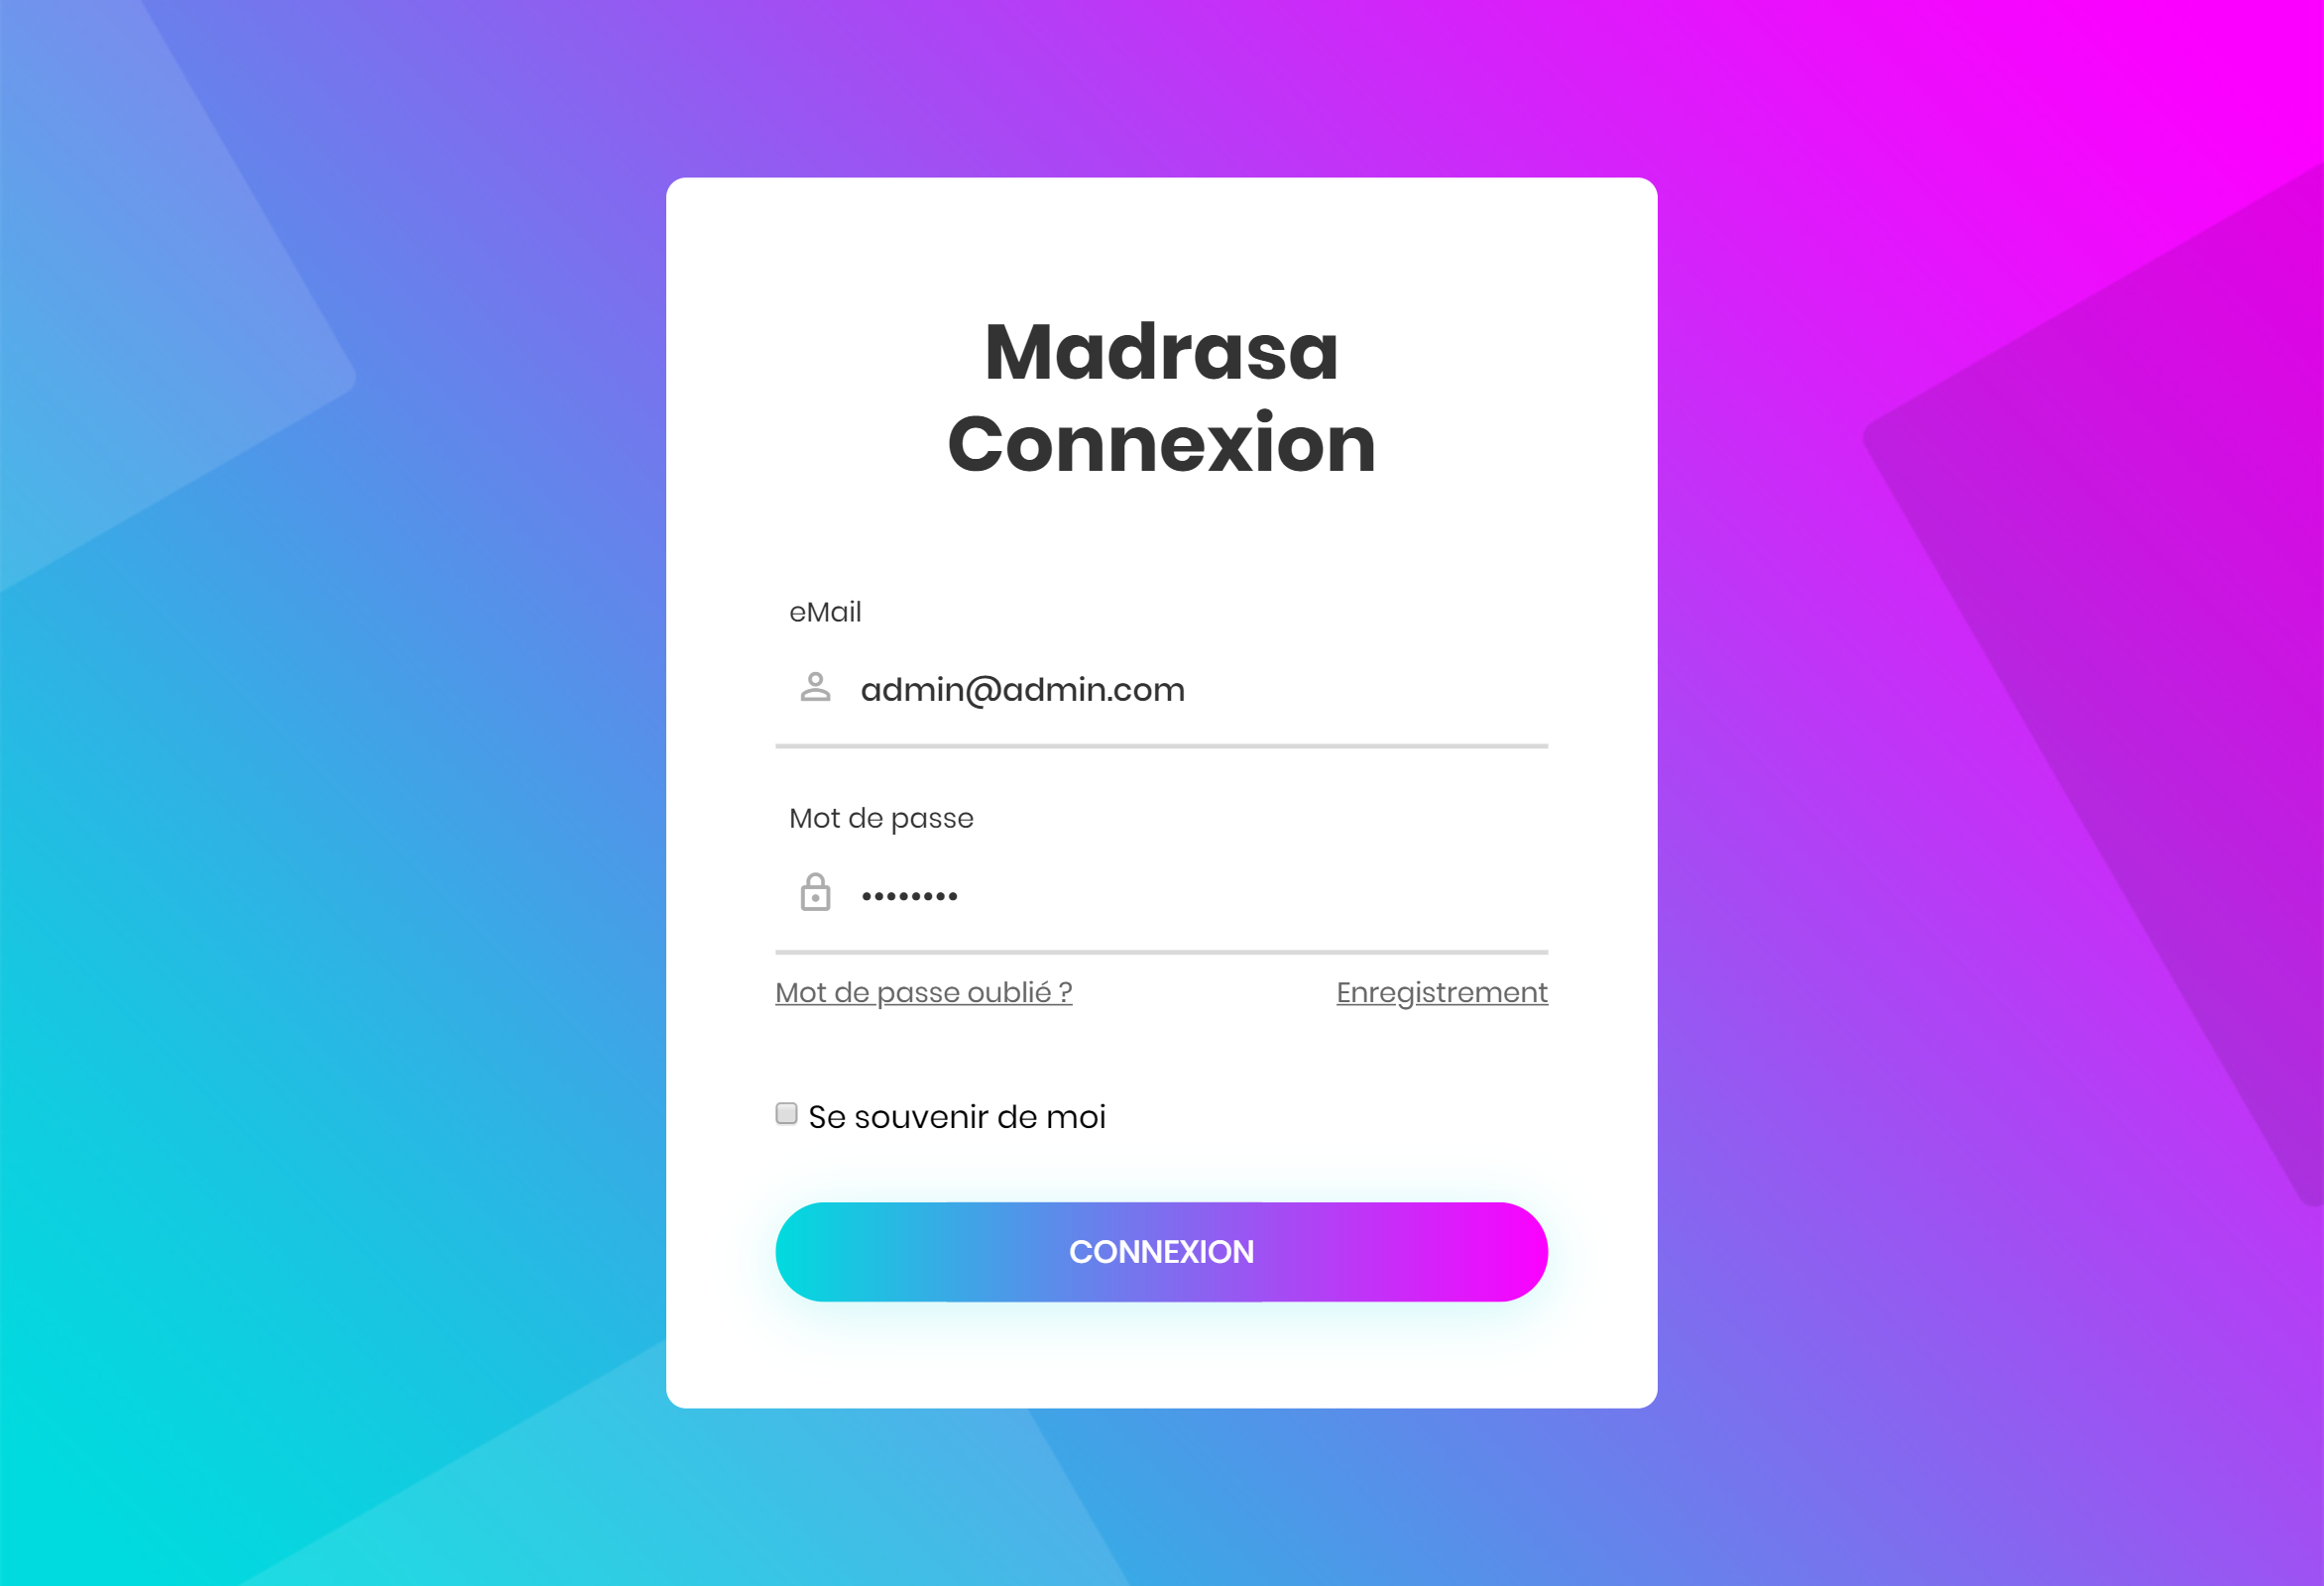 Madrasa
Connexion
eMail
admin@admin.com
Mot de passe
••••••••
Mot de passe oublié ? Enregistrement
Se souvenir de moi
CONNEXION